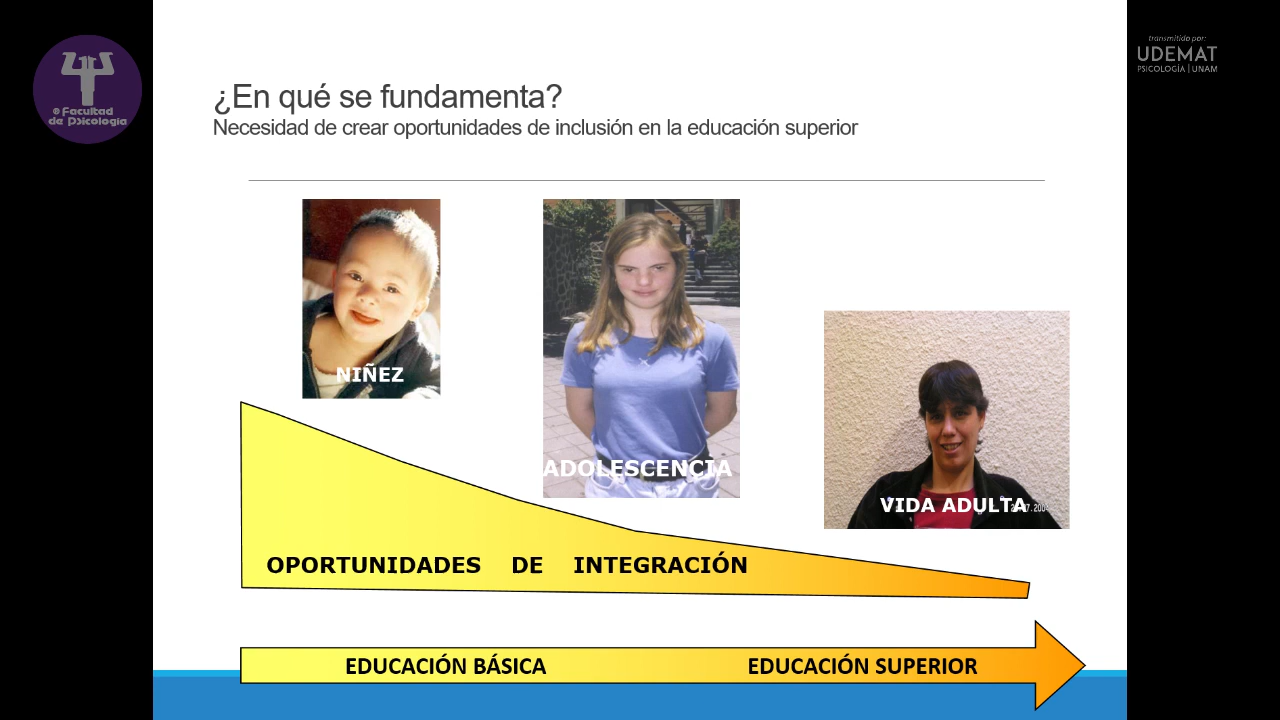 © Facultad
de Psicología
transmitido por:
UDEMAT
PSICOLOGÍA | UNAM
¿En qué se fundamenta?
Necesidad de crear oportunidades de inclusión en la educación superior
NIÑEZ
ADOLESCENCIA
VIDA ADULTA
OPORTUNIDADES DE INTEGRACIÓN
EDUCACIÓN BÁSICA
EDUCACIÓN SUPERIOR